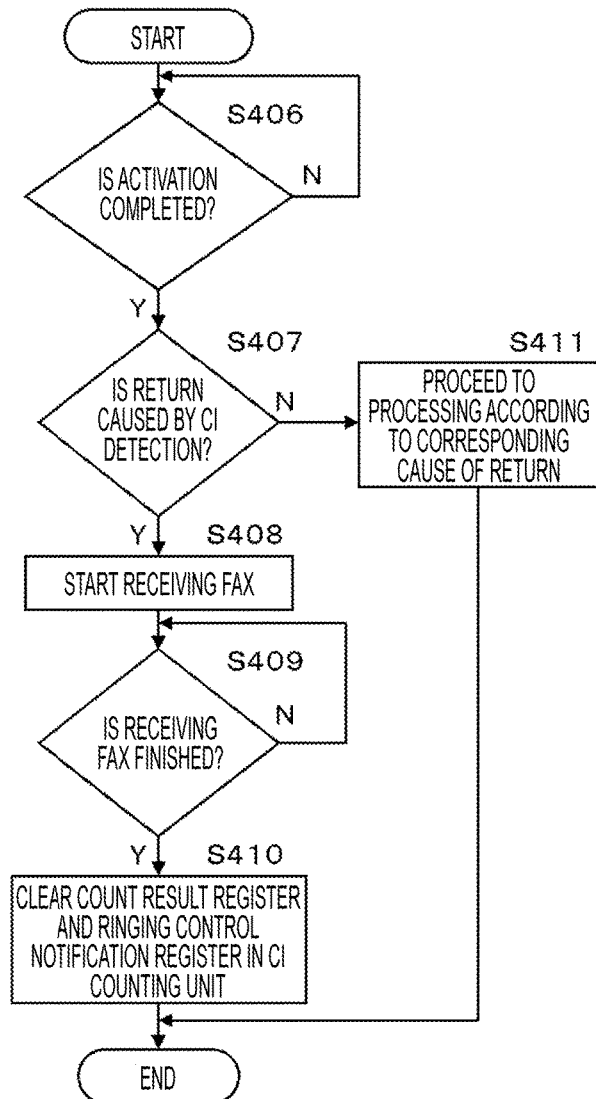 START
S406
IS ACTIVATION
COMPLETED?
N
Y
S407
IS RETURN
CAUSED BY CI
DETECTION?
N
S411
PROCEED TO
PROCESSING ACCORDING
TO CORRESPONDING
CAUSE OF RETURN
Y
S408
START RECEIVING FAX
S409
IS RECEIVING
FAX FINISHED?
N
Y
S410
CLEAR COUNT RESULT REGISTER
AND RINGING CONTROL
NOTIFICATION REGISTER IN CI
COUNTING UNIT
END